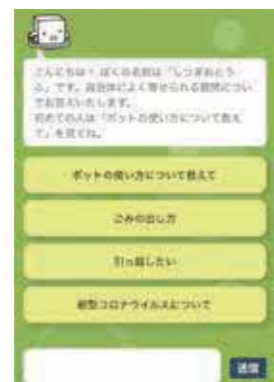 こんにちは! ぼくの名前は「しつぎおとう
ふ」です。自治体によく寄せられる質問につい
てお答えいたします。
初めての人は「ボットの使い方について教え
て」を見てね。
ボットの使い方について教えて
ごみの出し方
引っ越したい
新型コロナウイルスについて
送信